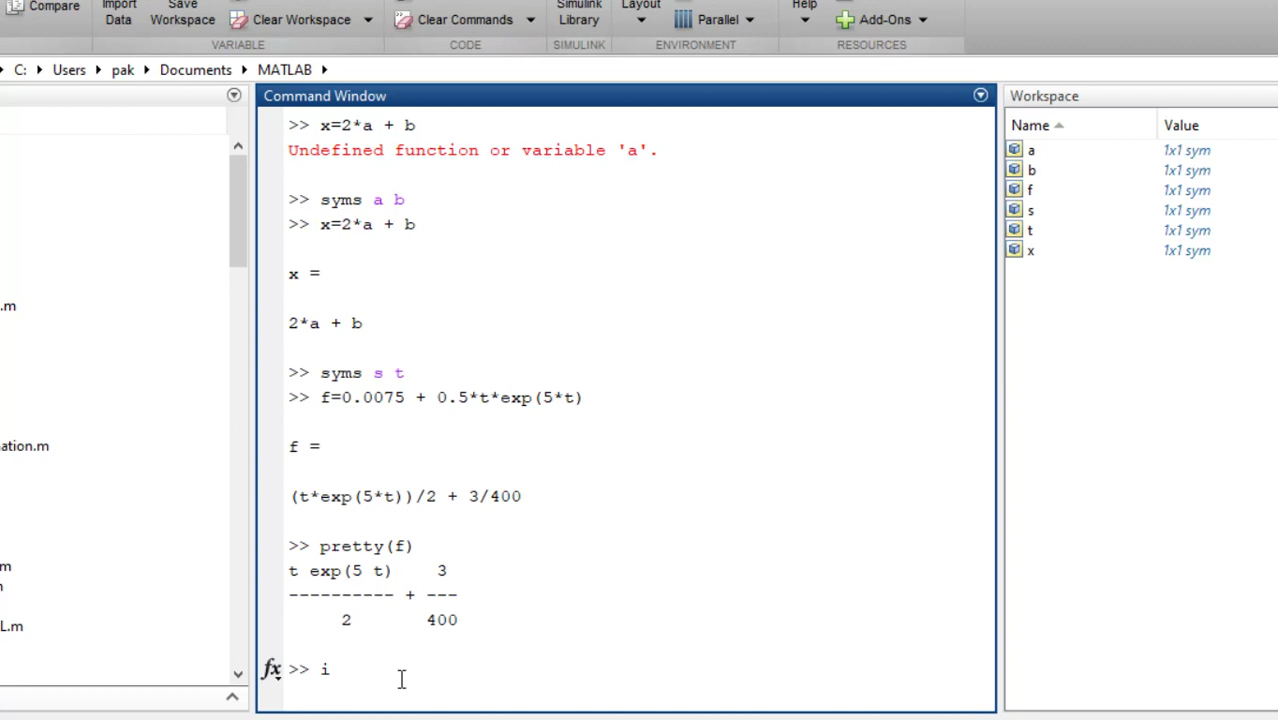 Compare
Import
Data
Save
Workspace
Clear Workspace
Clear Commands
Simulink
Library
Layout
Parallel
Help
Add-Ons
VARIABLE
CODE
SIMULINK
ENVIRONMENT
RESOURCES
C: Users pak Documents MATLAB
Command Window
>> x=2*a + b
Undefined function or variable 'a'.
>> syms a b
>> x=2*a + b
x =
2*a + b
>> syms s t
>> f=0.0075 + 0.5*t*exp(5*t)
f =
(t*exp(5*t))/2 + 3/400
>> pretty(f)
t exp(5 t)     3
---------- + ---
2       400
fx >> i
Workspace
Name Value
a 1x1 sym
b 1x1 sym
f 1x1 sym
s 1x1 sym
t 1x1 sym
x 1x1 sym
.m
ation.m
m
L.m